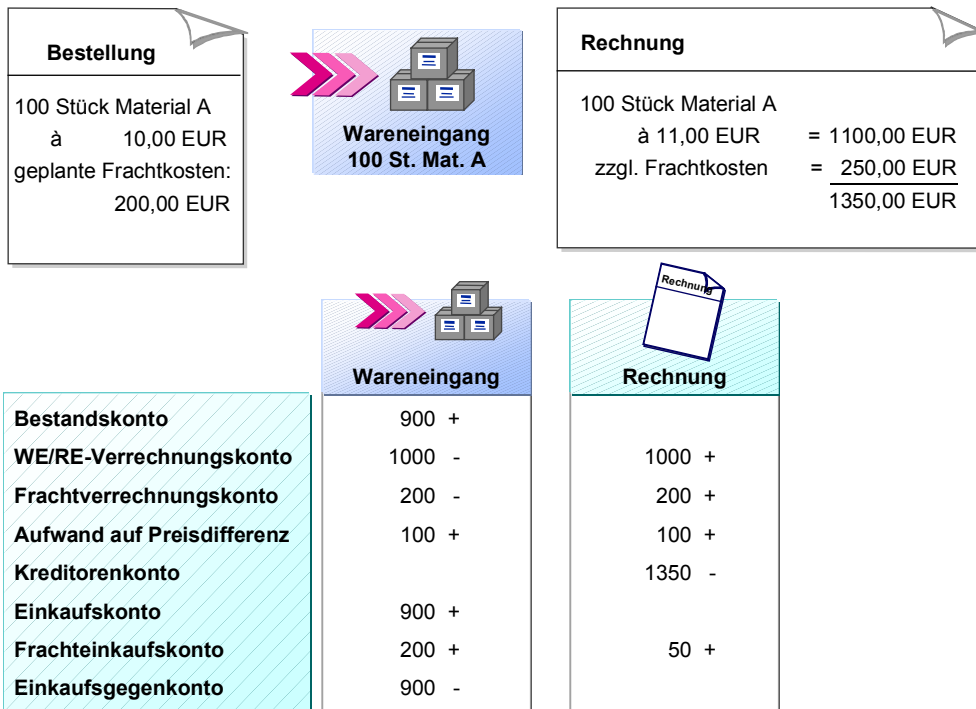 Bestellung
100 Stück Material A
à 10,00 EUR
geplante Frachtkosten:
200,00 EUR
Wareneingang
100 St. Mat. A
Rechnung
100 Stück Material A
à 11,00 EUR = 1100,00 EUR
zzgl. Frachtkosten = 250,00 EUR
1350,00 EUR
Rechnung
Wareneingang Rechnung
Bestandskonto 900 +
WE/RE-Verrechnungskonto 1000 - 1000 +
Frachtverrechnungskonto 200 - 200 +
Aufwand auf Preisdifferenz 100 + 100 +
Kreditorenkonto 1350 -
Einkaufskonto 900 +
Frachteinkaufskonto 200 + 50 +
Einkaufsgegenkonto 900 -